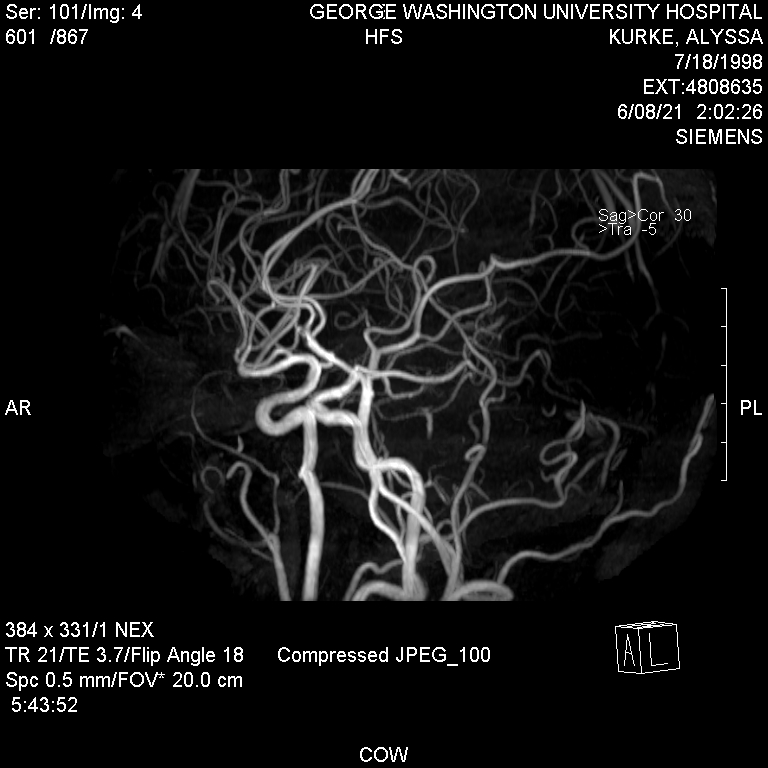 Ser: 101/Img: 4
GEORGE WASHINGTON UNIVERSITY HOSPITAL
601 /867
HFS
KURKE, ALYSSA
7/18/1998
EXT:4808635
6/08/21 2:02:26
SIEMENS
Sag>Cor 30
>Tra -5
AR
PL
384 x 331/1 NEX
TR 21/TE 3.7/Flip Angle 18
Compressed JPEG_100
Spc 0.5 mm/FOV* 20.0 cm
5:43:52
A L
COW